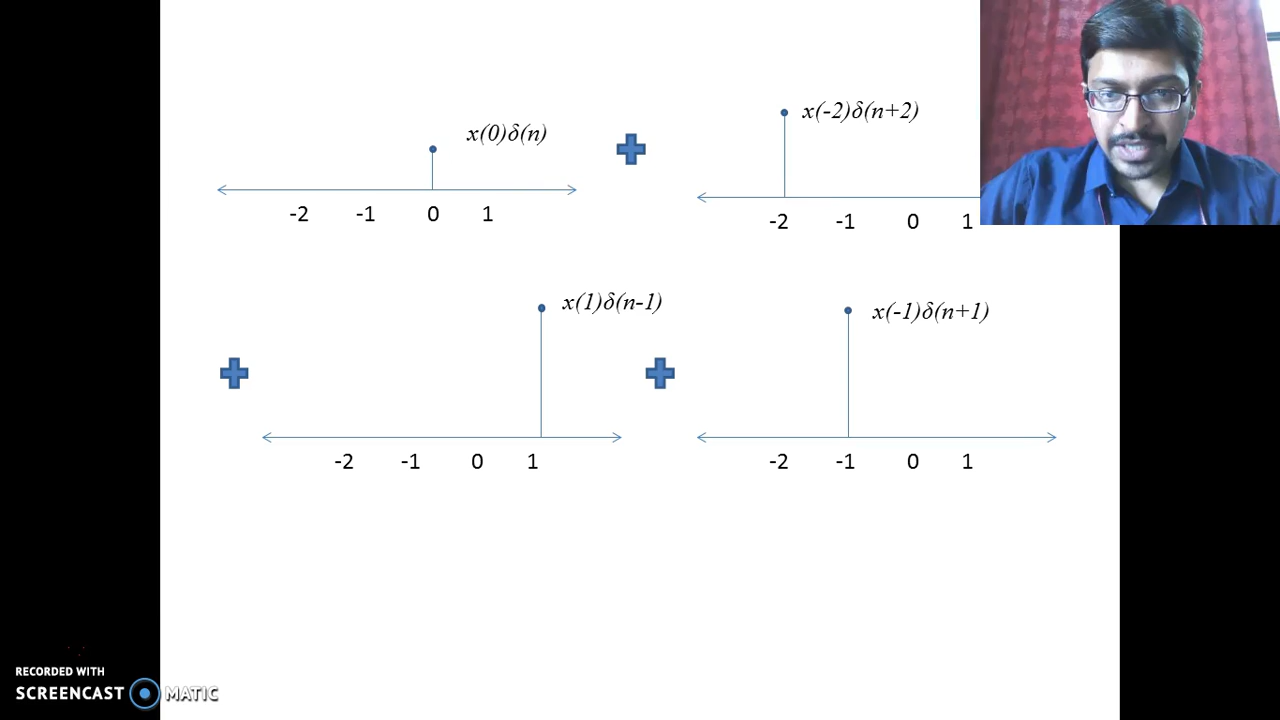 x(0)δ(n)
-2 -1 0 1
x(-2)δ(n+2)
-2 -1 0 1
x(1)δ(n-1)
-2 -1 0 1
x(-1)δ(n+1)
-2 -1 0 1
RECORDED WITH
SCREENCAST MATIC